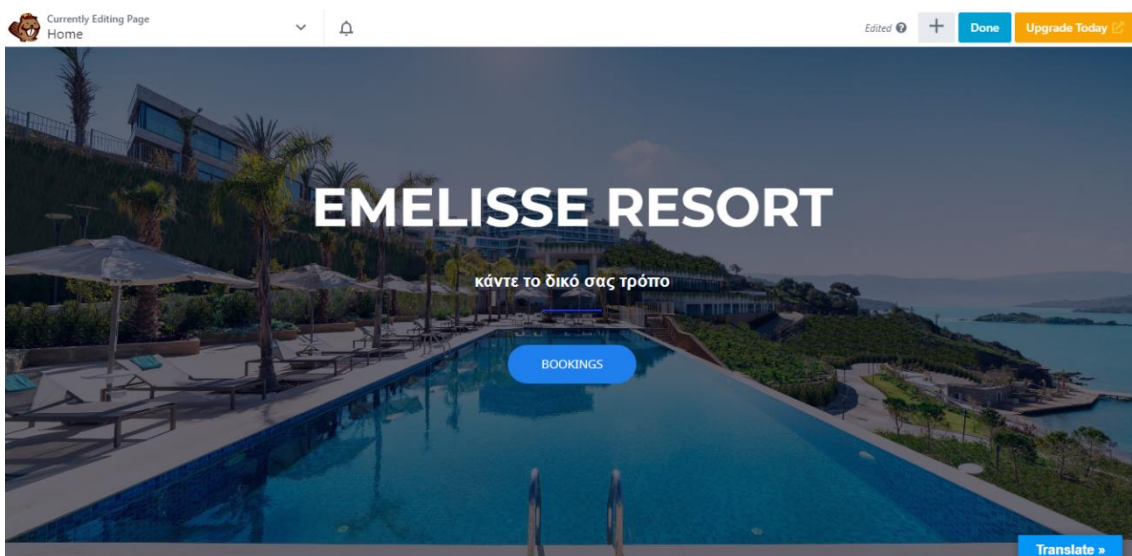 Currently Editing Page
Home
Edited
Done
Upgrade Today
EMELISSE RESORT
κάντε το δικό σας τρόπο
BOOKINGS
Translate »